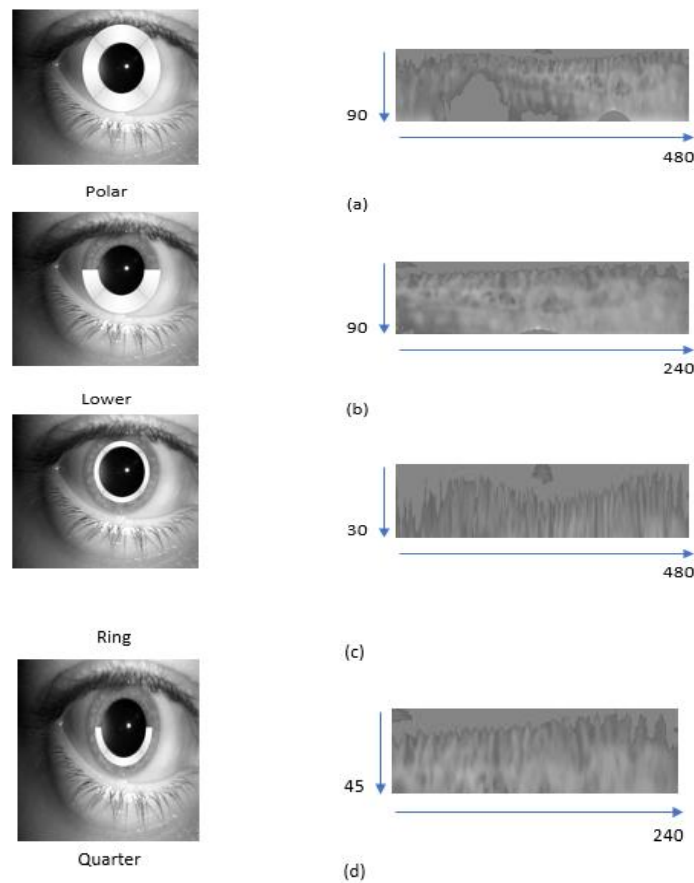 90
480
Polar
(a)
90
240
Lower
(b)
30
480
Ring
(c)
45
240
Quarter
(d)